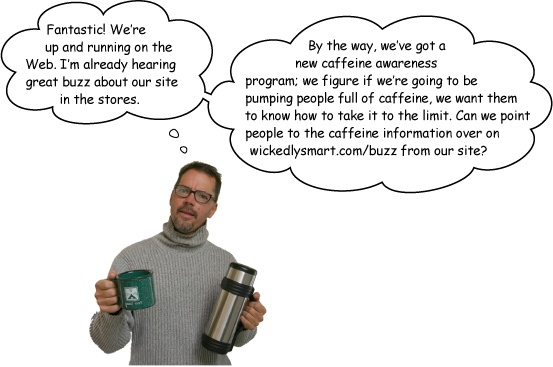 Fantastic! We're
up and running on the
Web. I'm already hearing
great buzz about our site
in the stores.
By the way, we've got a
new caffeine awareness
program; we figure if we're going to be
pumping people full of caffeine, we want them
to know how to take it to the limit. Can we point
people to the caffeine information over on
wickedlysmart.com/buzz from our site?